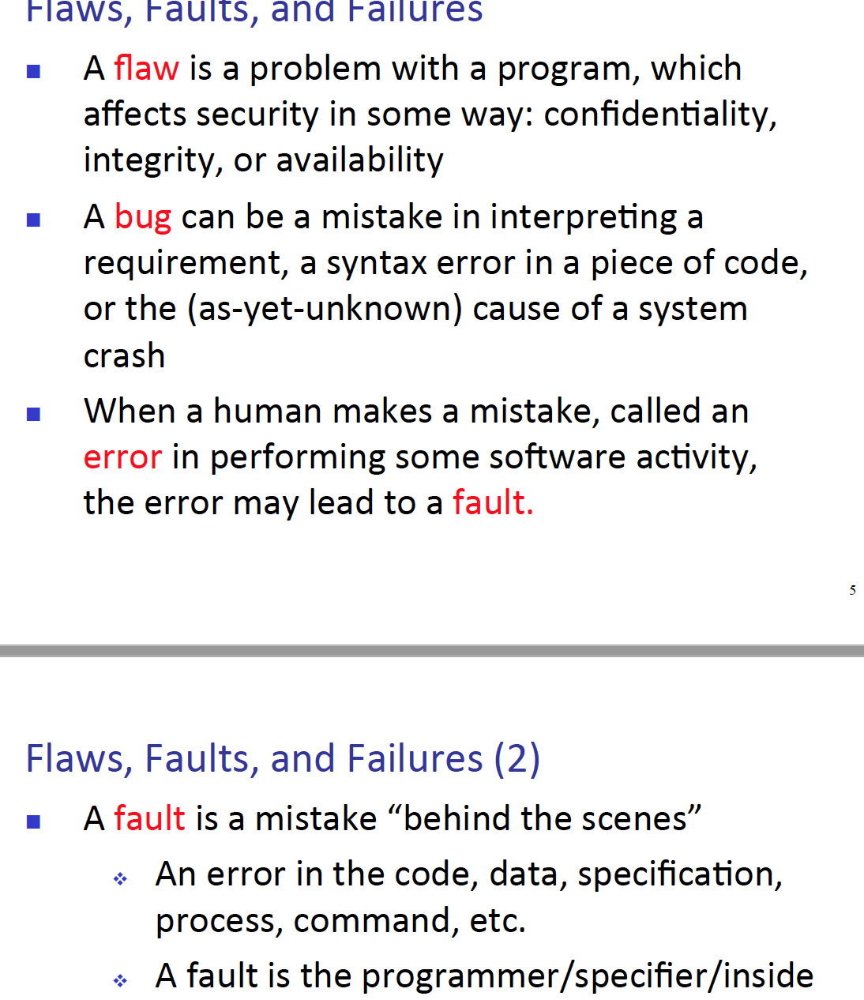 Flaws, Faults, and Failures
A flaw is a problem with a program, which
affects security in some way: confidentiality,
integrity, or availability
A bug can be a mistake in interpreting a
requirement, a syntax error in a piece of code,
or the (as-yet-unknown) cause of a system
crash
When a human makes a mistake, called an
error in performing some software activity,
the error may lead to a fault.
5
Flaws, Faults, and Failures (2)
A fault is a mistake “behind the scenes”
An error in the code, data, specification,
process, command, etc.
A fault is the programmer/specifier/inside